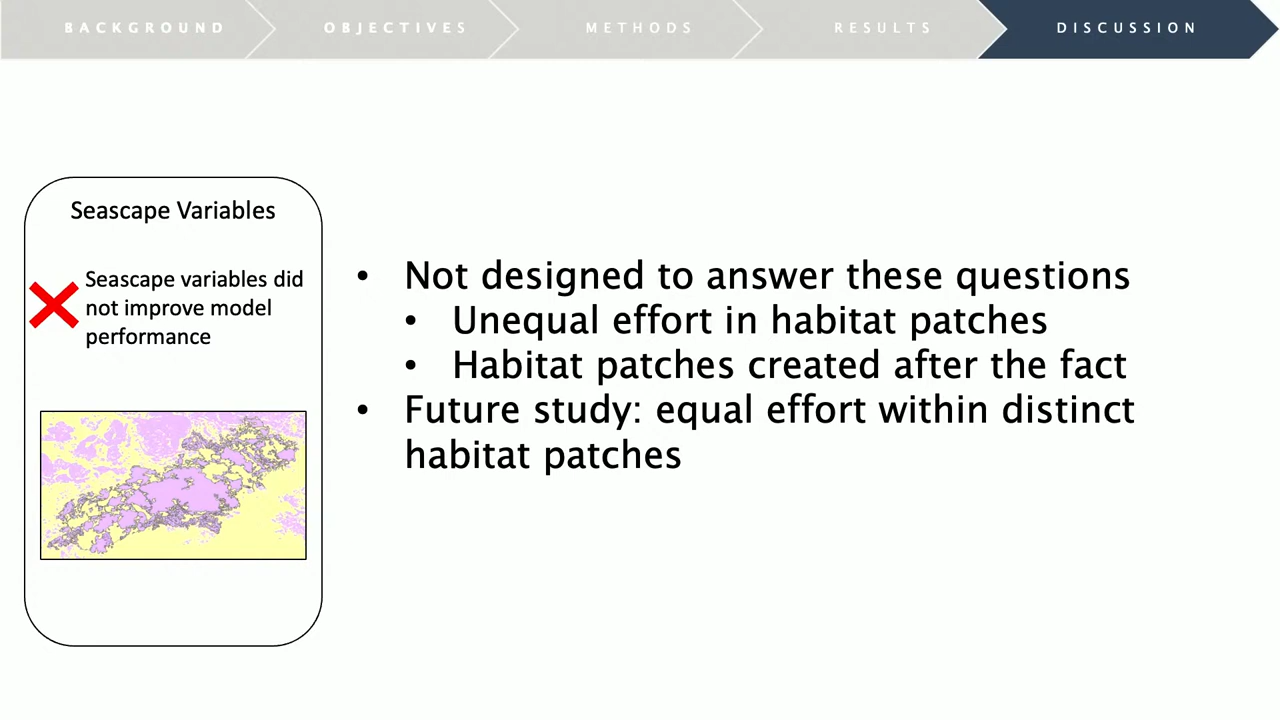 BACKGROUND
OBJECTIVES
METHODS
RESULTS
DISCUSSION
Seascape Variables
Seascape variables did
not improve model
performance
• Not designed to answer these questions
• Unequal effort in habitat patches
• Habitat patches created after the fact
• Future study: equal effort within distinct
habitat patches